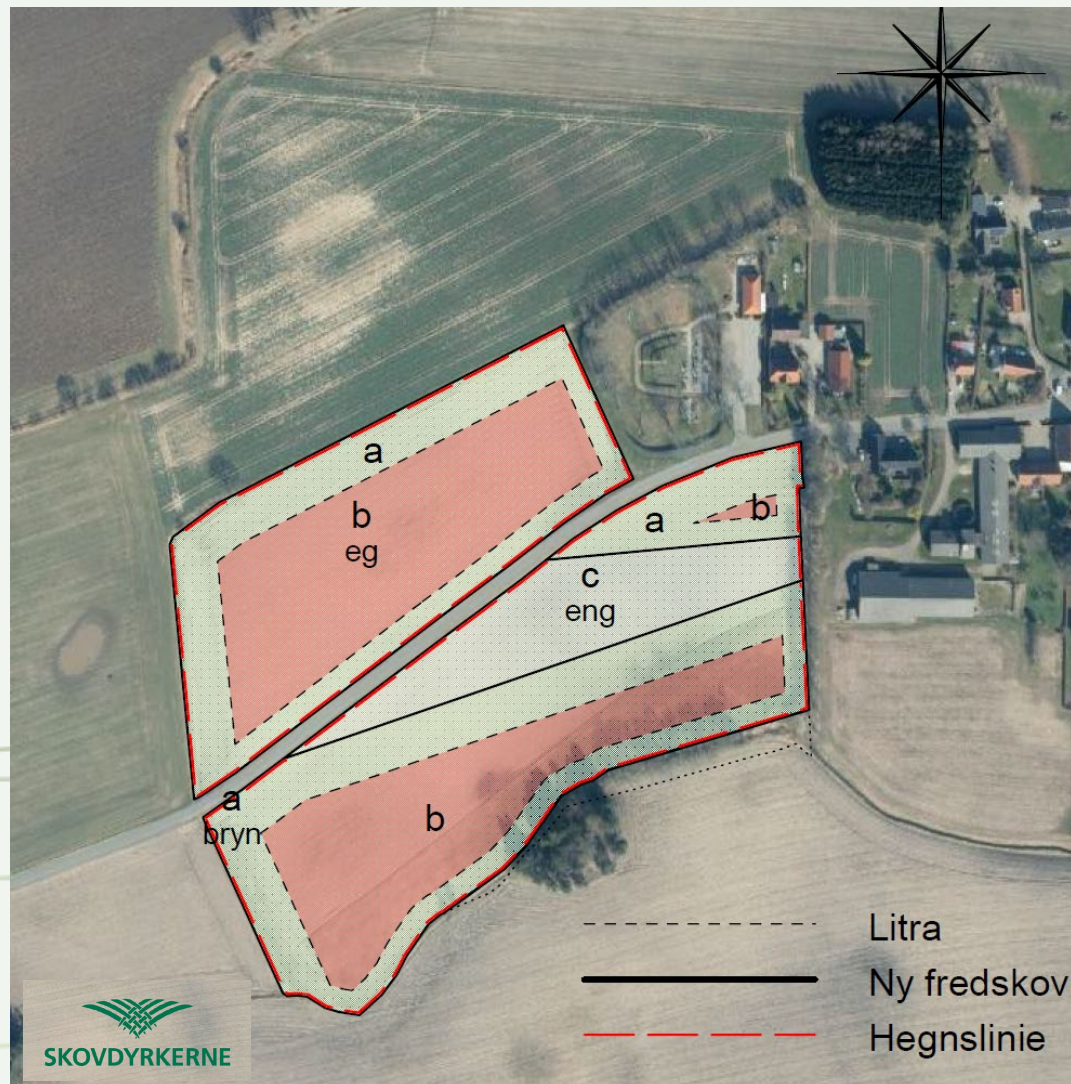 a
b
eg
a
b
c
eng
a
bryn
b
Litra
Ny fredskov
Hegnslinie
SKOVDYRKERNE